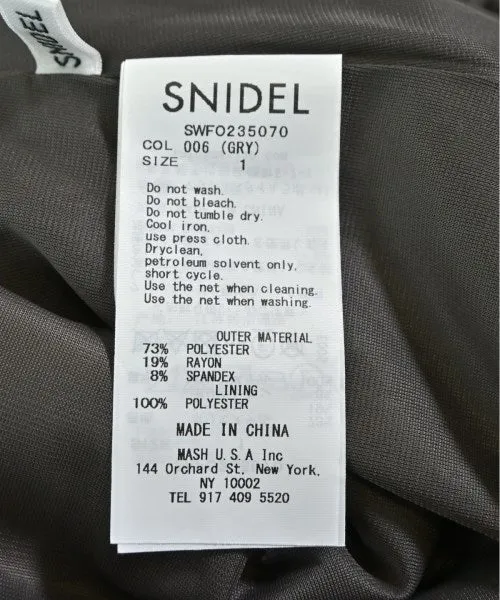 SNIDEL
SNIDEL
SWFO235070
COL 006 (GRY)
SIZE 1
Do not wash.
Do not bleach.
Do not tumble dry.
Cool iron,
use press cloth.
Dryclean,
petroleum solvent only,
short cycle.
Use the net when cleaning.
Use the net when washing.
OUTER MATERIAL
73% POLYESTER
19% RAYON
8% SPANDEX
LINING
100% POLYESTER
MADE IN CHINA
MASH U.S.A Inc
144 Orchard St, New York,
NY 10002
TEL 917 409 5520